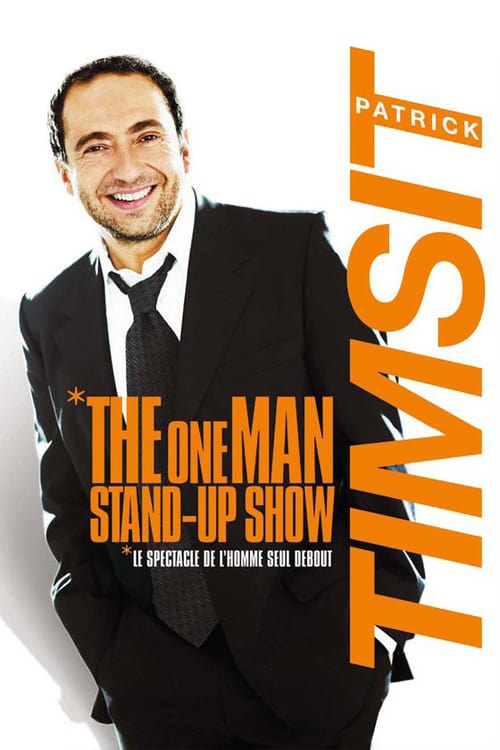 PATRICK
TIMSIT
*THE ONE MAN
STAND-UP SHOW
*LE SPECTACLE DE L'HOMME SEUL DEBOUT